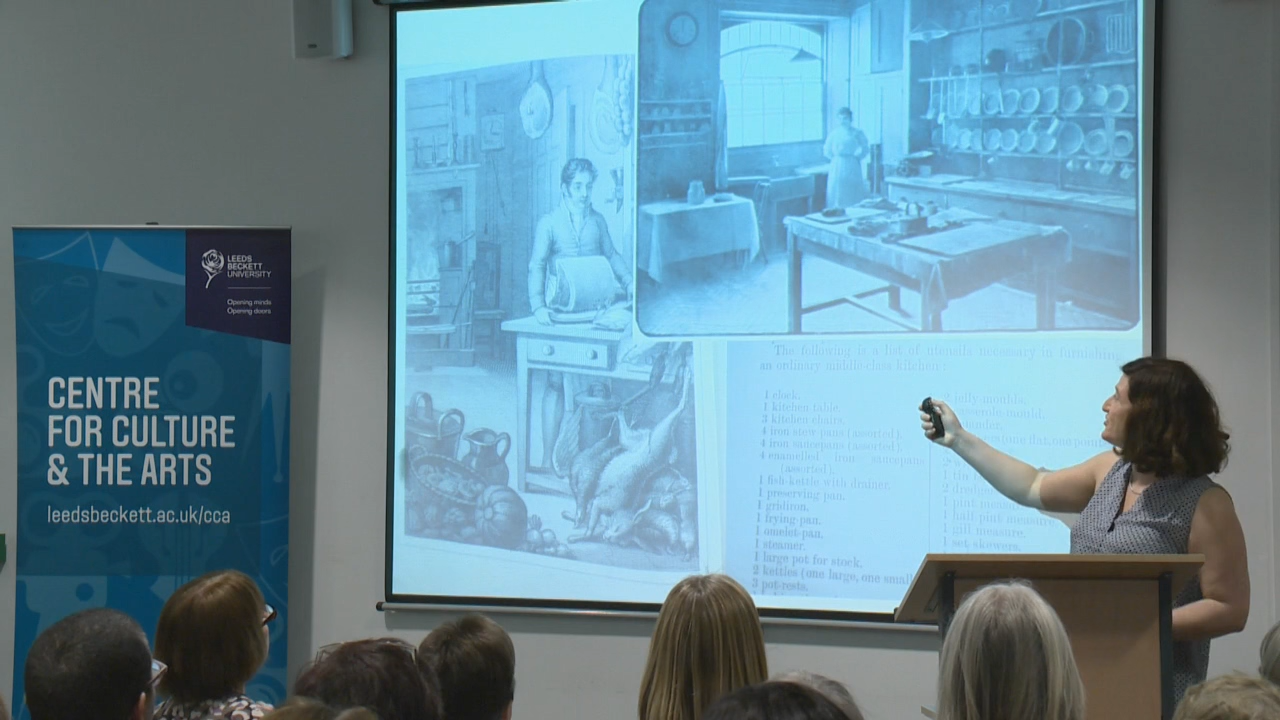 LEEDS
BECKETT
UNIVERSITY
Opening minds
Opening doors
CENTRE
FOR CULTURE
& THE ARTS
leedsbeckett.ac.uk/cca
The following is a list of utensils necessary in furnishing
an ordinary middle-class kitchen:
1 clock.
1 kitchen table.
3 kitchen chairs.
4 iron stew-pans (assorted).
4 iron saucepans (assorted).
4 enamelled iron saucepans
(assorted).
1 fish-kettle with drainer.
1 preserving pan.
1 gridiron.
1 frying-pan.
1 omelet-pan.
1 steamer.
1 large pot for stock.
2 kettles (one large, one small
3 pot-rests.
jelly-moulds.
mould.
1 pint measure.
1 half-pint measure.
1 gill measure.
1 set skewers.